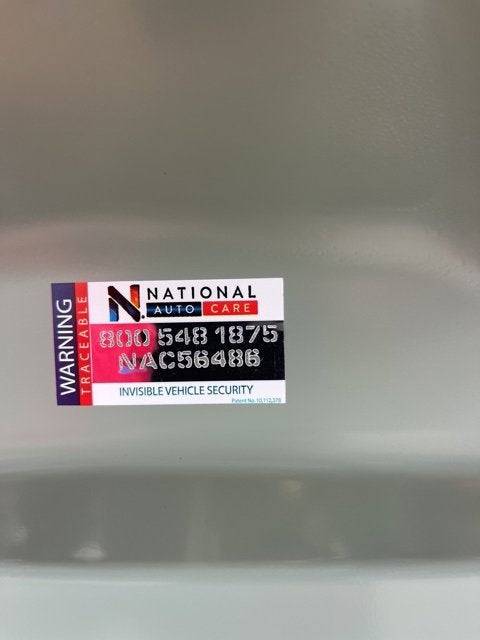 WARNING
TRACEABLE
N. NATIONAL
AUTO CARE
800 548 1875
NAC56486
INVISIBLE VEHICLE SECURITY
Patent No. 10,112,378